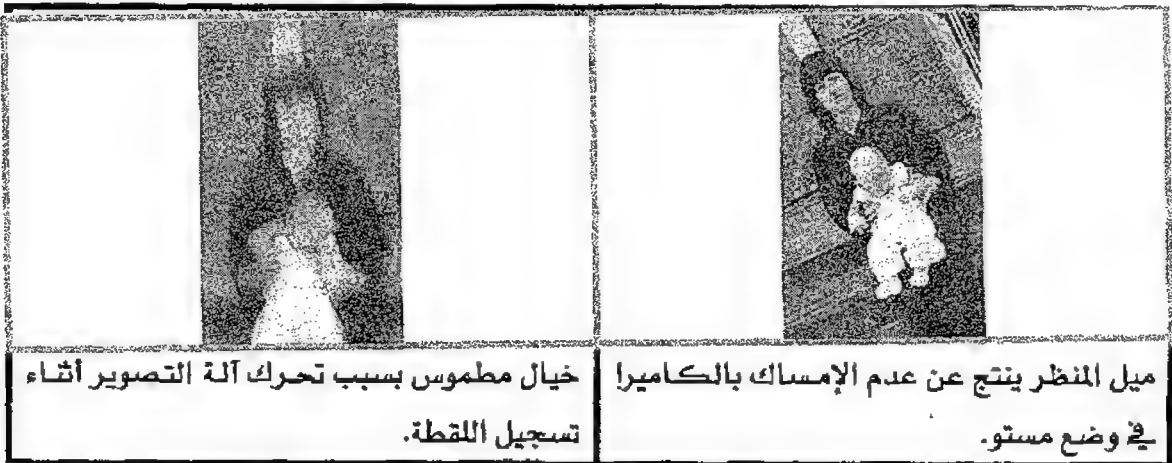 ميل المنظر ينتج عن عدم الإمساك بالكاميرا
في وضع مستو.
خيال مطموس بسبب تحرك آلة التصوير أثناء
تسجيل اللقطة.